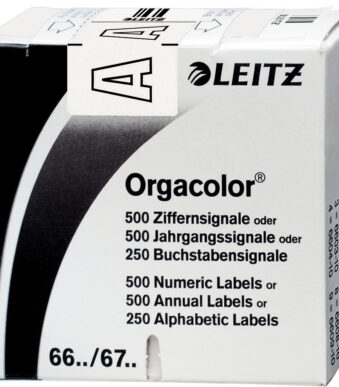 A
LEITZ
Orgacolor®
500 Ziffernsignale oder
500 Jahrgangssignale oder
250 Buchstabensignale
500 Numeric Labels or
500 Annual Labels or
250 Alphabetic Labels
66../67..